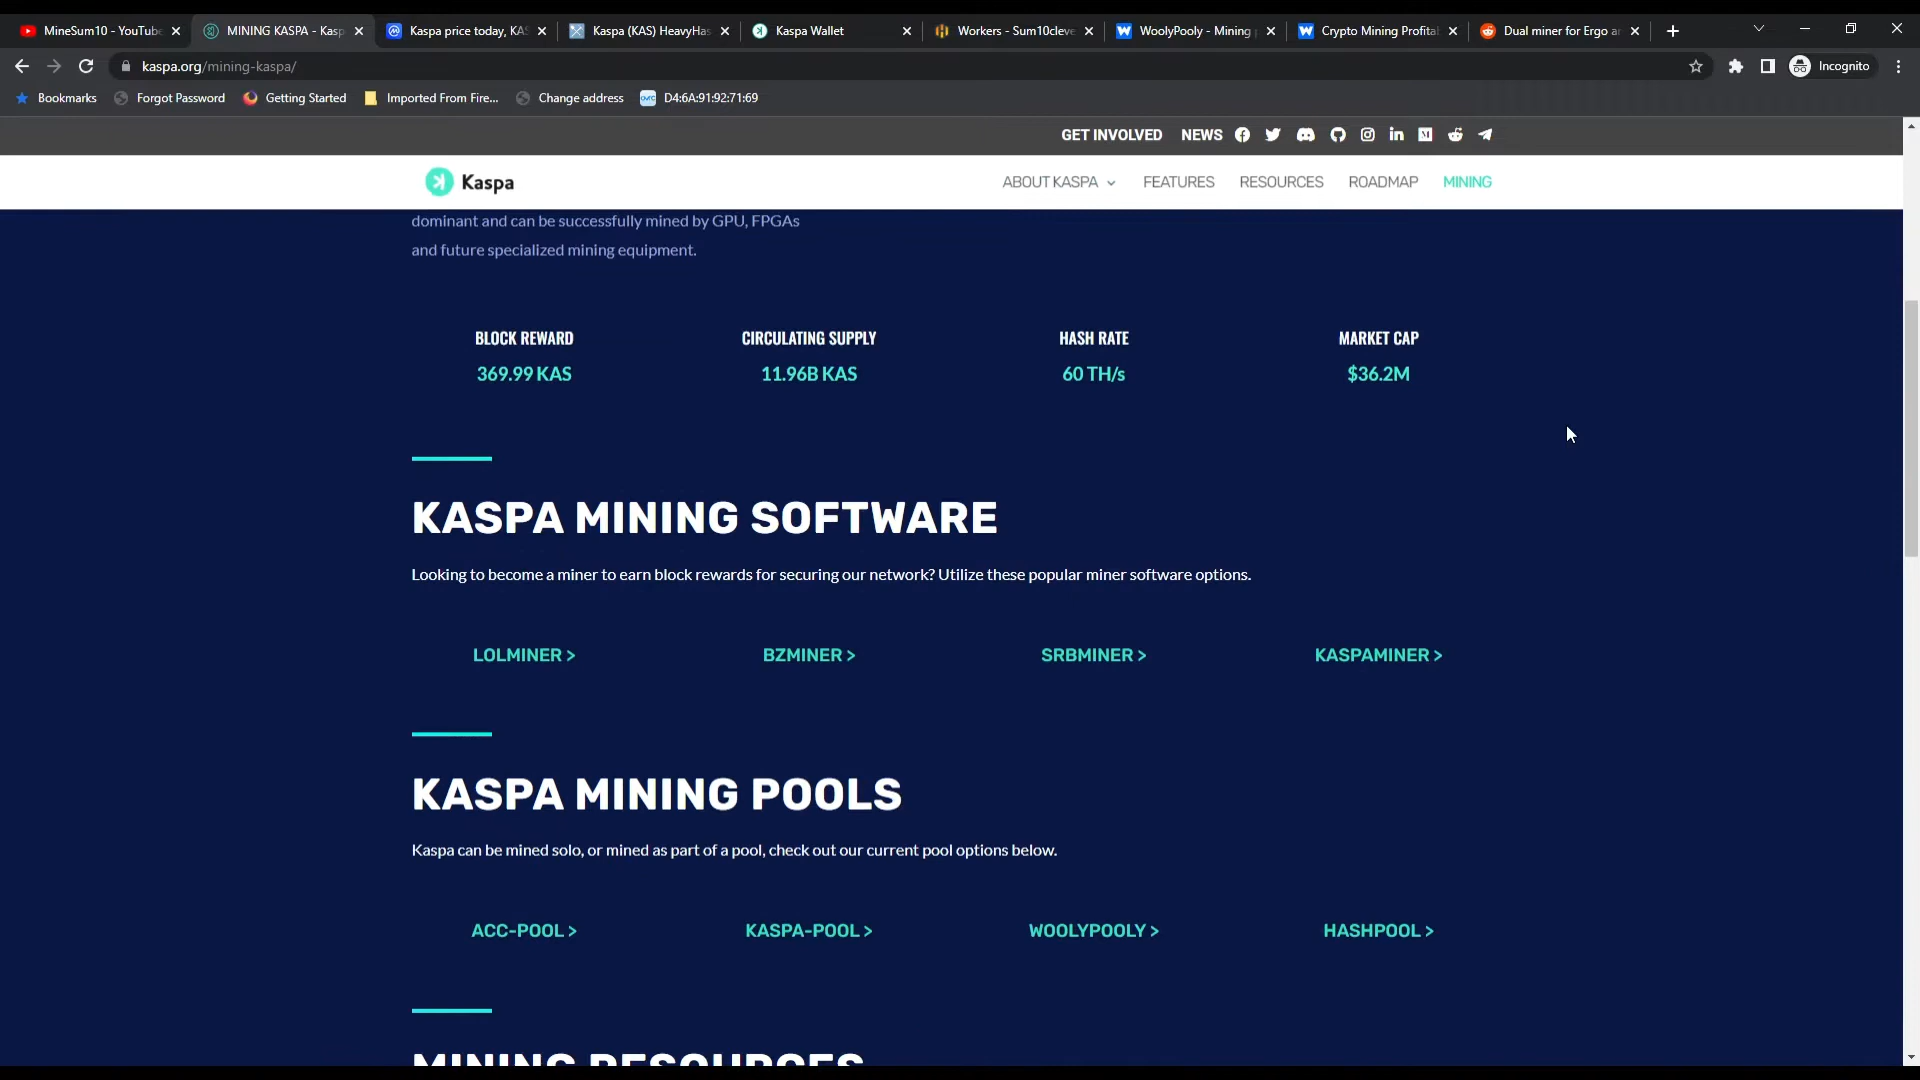 MineSum10 - YouTube
MINING KASPA - Kasp
Kaspa price today, KAS
Kaspa (KAS) HeavyHas
Kaspa Wallet
Workers - Sum10cleve
WoolyPooly - Mining
Crypto Mining Profital
Dual miner for Ergo a
kaspa.org/mining-kaspa/
Incognito
Bookmarks
Forgot Password
Getting Started
Imported From Fire...
Change address
D4:6A:91:92:71:69
GET INVOLVED
NEWS
Kaspa
ABOUT KASPA
FEATURES
RESOURCES
ROADMAP
MINING
dominant and can be successfully mined by GPU, FPGAs
and future specialized mining equipment.
BLOCK REWARD
369.99 KAS
CIRCULATING SUPPLY
11.96B KAS
HASH RATE
60 TH/s
MARKET CAP
$36.2M
KASPA MINING SOFTWARE
Looking to become a miner to earn block rewards for securing our network? Utilize these popular miner software options.
LOLMINER >
BZMINER >
SRBMINER >
KASPAMINER >
KASPA MINING POOLS
Kaspa can be mined solo, or mined as part of a pool, check out our current pool options below.
ACC-POOL >
KASPA-POOL >
WOOLYPOOLY >
HASHPOOL >
MINING RESOURCES